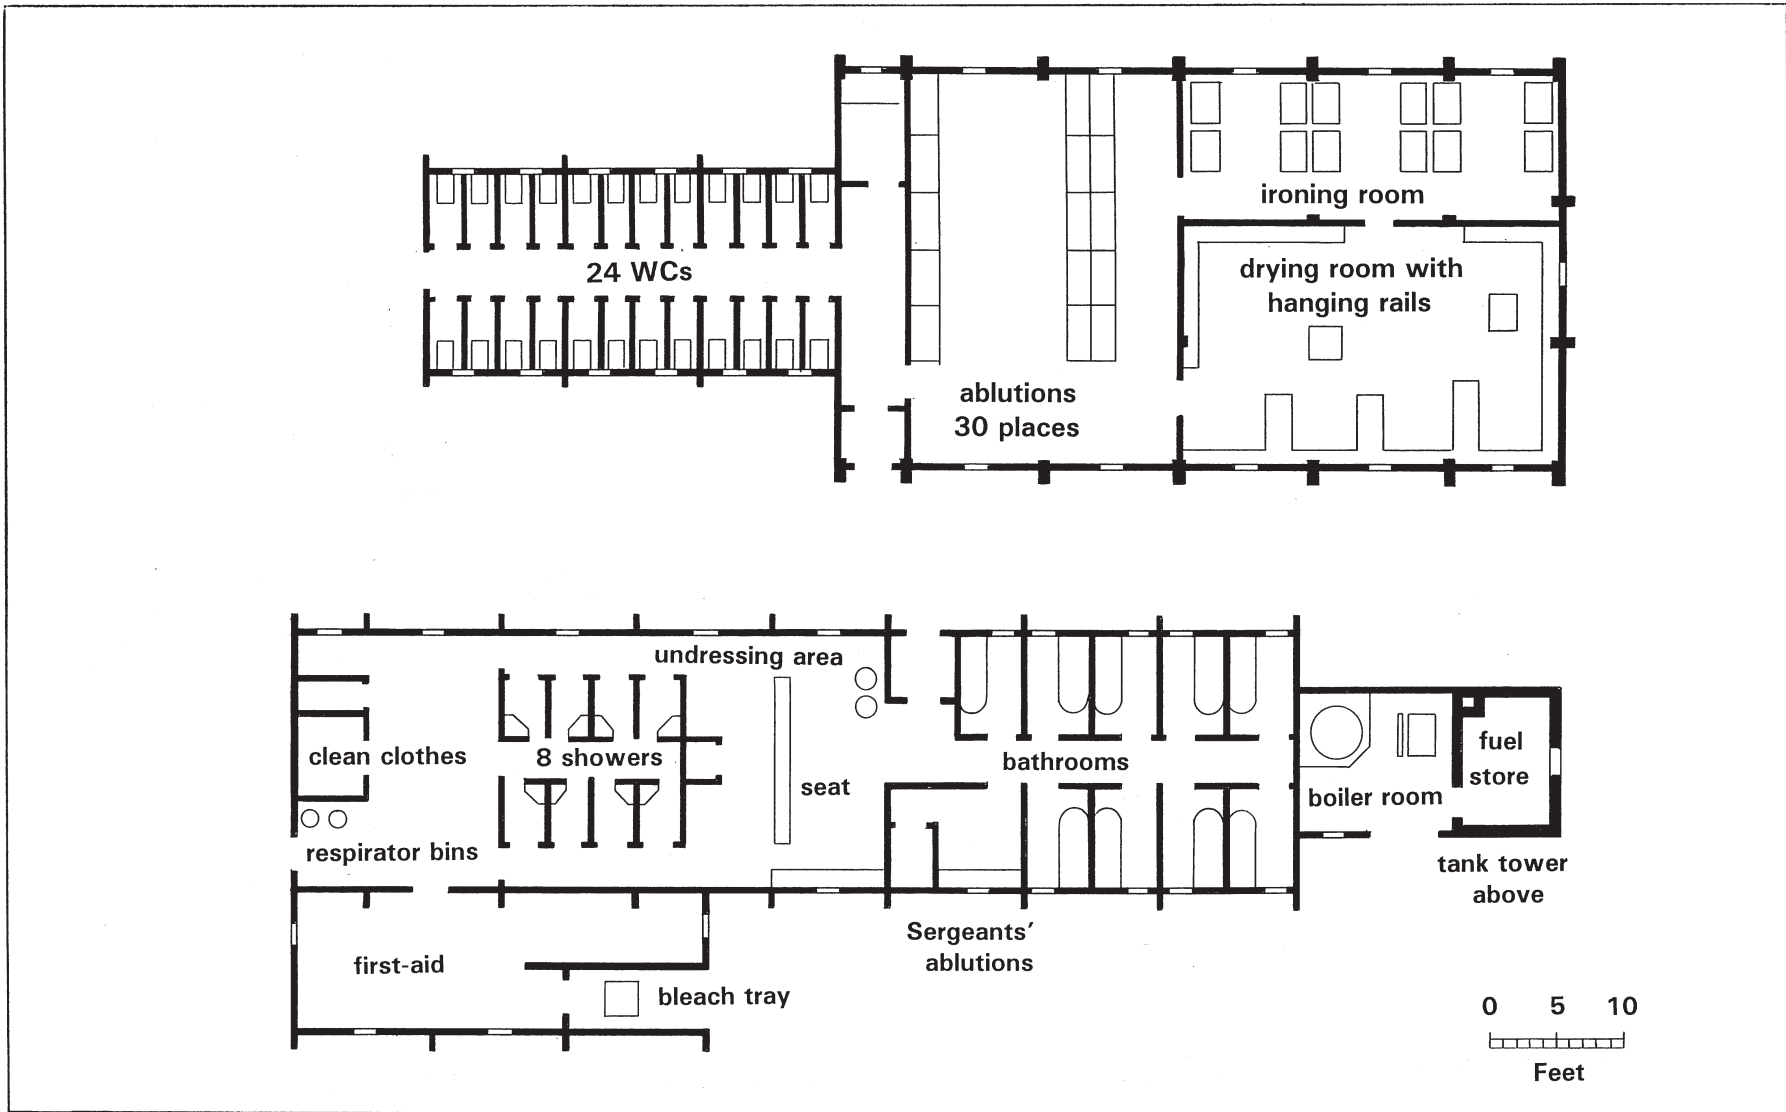 ironing room
24 WCs
drying room with
hanging rails
ablutions
30 places
undressing area
clean clothes
8 showers
seat
bathrooms
fuel
store
boiler room
respirator bins
tank tower
above
Sergeants'
ablutions
first-aid
bleach tray
0 5 10
Feet